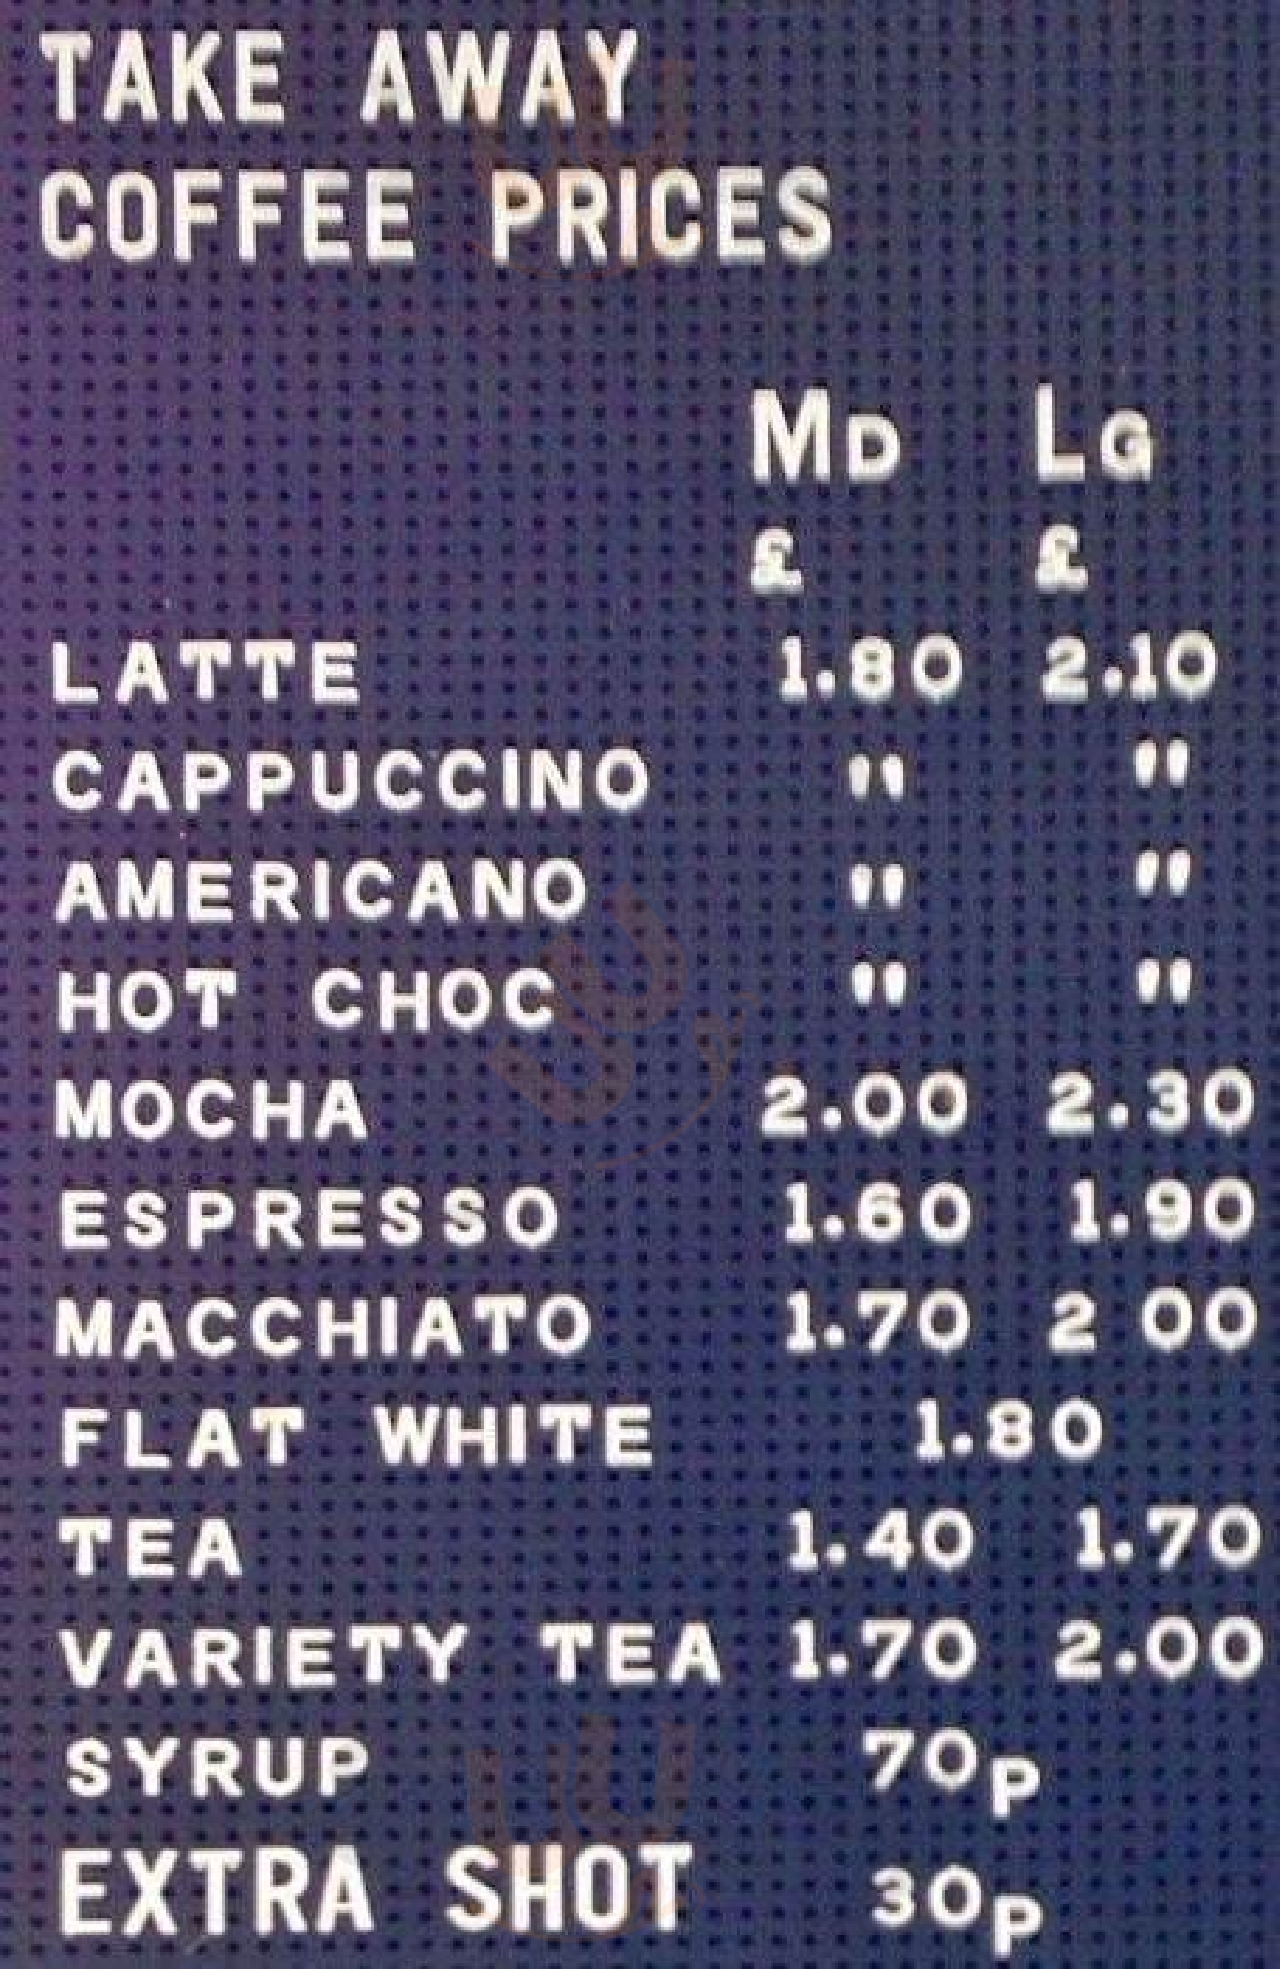 TAKE AWAY
COFFEE PRICES
MD LG
£ £
LATTE 1.80 2.10
CAPPUCCINO " "
AMERICANO " "
HOT CHOC " "
MOCHA 2.00 2.30
ESPRESSO 1.60 1.90
MACCHIATO 1.70 2 00
FLAT WHITE 1.80
TEA 1.40 1.70
VARIETY TEA 1.70 2.00
SYRUP 70p
EXTRA SHOT 30p